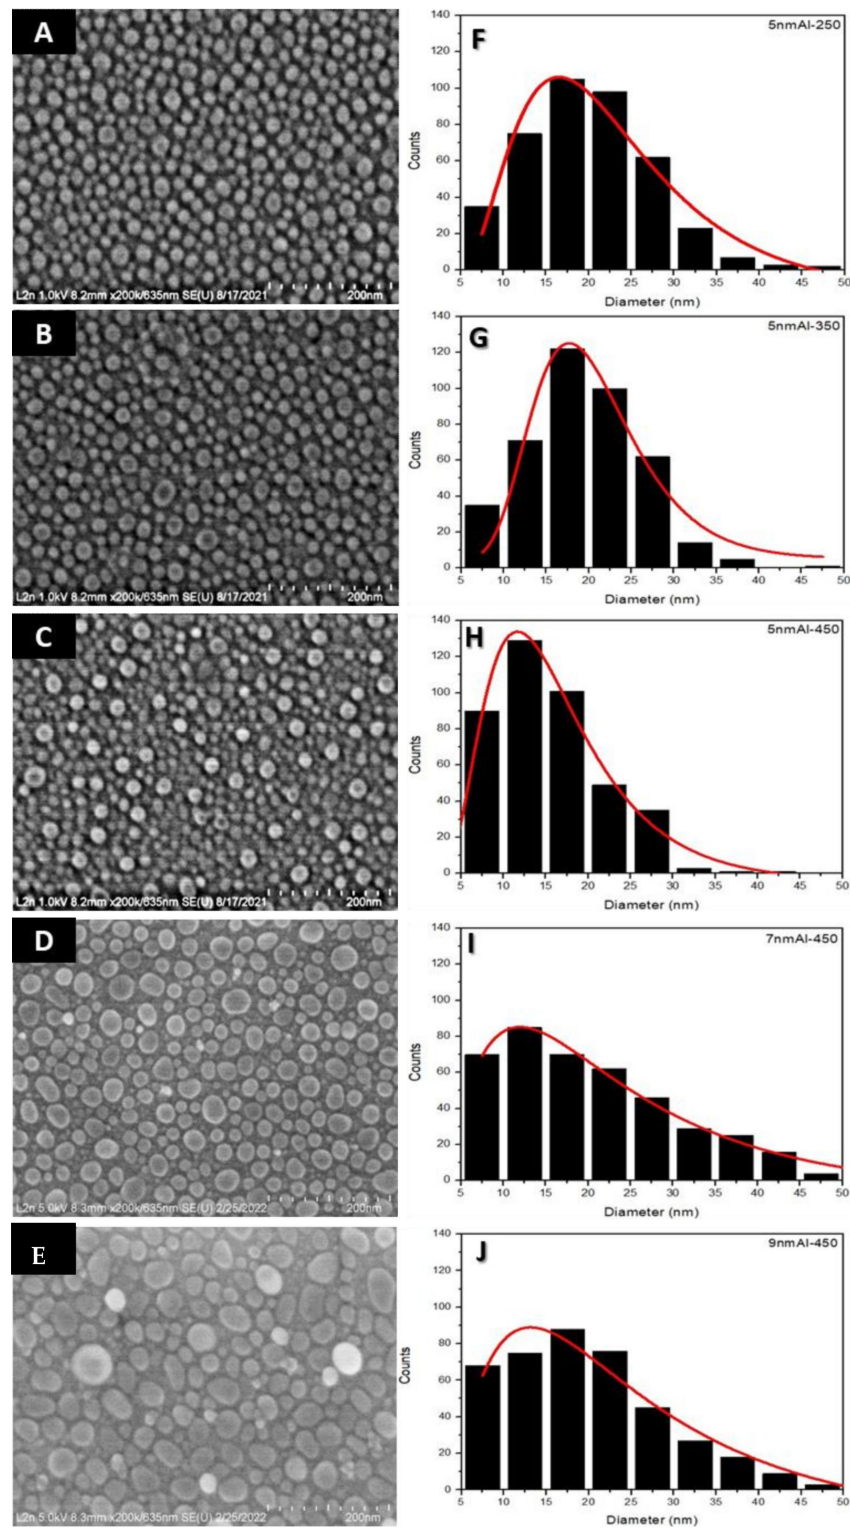 A
L2n 1.0kV 8.2mm x200k/635nm SE(U) 8/17/2021
200nm
F
5nmAl-250
Counts
140
120
100
80
60
40
20
0
5 10 15 20 25 30 35 40 45 50
Diameter (nm)
B
L2n 1.0kV 8.2mm x200k/635nm SE(U) 8/17/2021
200nm
G
5nmAl-350
Counts
140
120
100
80
60
40
20
0
5 10 15 20 25 30 35 40 45 50
Diameter (nm)
C
L2n 1.0kV 8.2mm x200k/635nm SE(U) 8/17/2021
200nm
H
5nmAl-450
Counts
140
120
100
80
60
40
20
0
5 10 15 20 25 30 35 40 45 50
Diameter (nm)
D
L2n 5.0kV 8.3mm x200k/635nm SE(U) 2/25/2022
200nm
I
7nmAl-450
Counts
140
120
100
80
60
40
20
0
5 10 15 20 25 30 35 40 45 50
Diameter (nm)
E
L2n 5.0kV 8.3mm x200k/635nm SE(U) 2/25/2022
200nm
J
9nmAl-450
Counts
140
120
100
80
60
40
20
0
5 10 15 20 25 30 35 40 45 50
Diameter (nm)